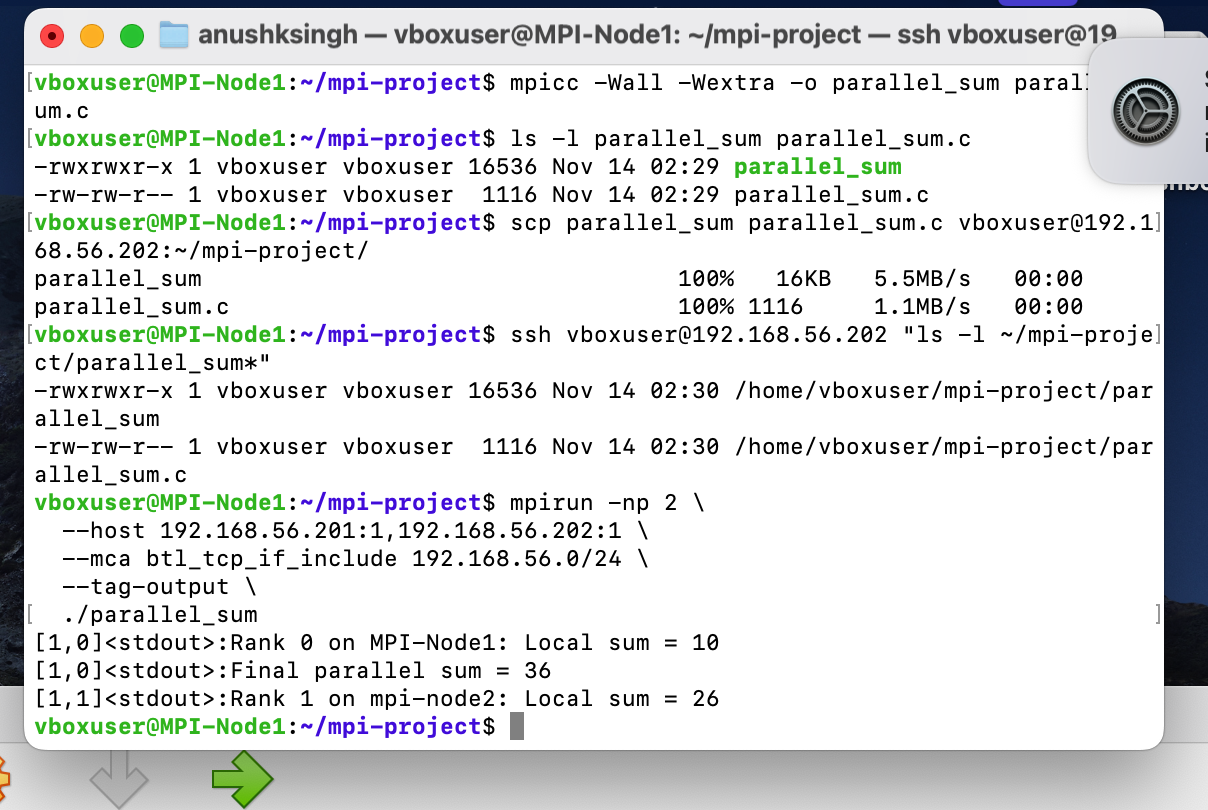 anushksingh — vboxuser@MPI-Node1: ~/mpi-project — ssh vboxuser@19
[vboxuser@MPI-Node1:~/mpi-project$ mpicc -Wall -Wextra -o parallel_sum parall
um.c
[vboxuser@MPI-Node1:~/mpi-project$ ls -l parallel_sum parallel_sum.c
-rwxrwxr-x 1 vboxuser vboxuser 16536 Nov 14 02:29 parallel_sum
-rw-rw-r-- 1 vboxuser vboxuser  1116 Nov 14 02:29 parallel_sum.c
[vboxuser@MPI-Node1:~/mpi-project$ scp parallel_sum parallel_sum.c vboxuser@192.1]
68.56.202:~/mpi-project/
parallel_sum                                  100%   16KB   5.5MB/s   00:00
parallel_sum.c                                100% 1116     1.1MB/s   00:00
[vboxuser@MPI-Node1:~/mpi-project$ ssh vboxuser@192.168.56.202 "ls -l ~/mpi-proje]
ct/parallel_sum*"
-rwxrwxr-x 1 vboxuser vboxuser 16536 Nov 14 02:30 /home/vboxuser/mpi-project/par
allel_sum
-rw-rw-r-- 1 vboxuser vboxuser  1116 Nov 14 02:30 /home/vboxuser/mpi-project/par
allel_sum.c
vboxuser@MPI-Node1:~/mpi-project$ mpirun -np 2 \
  --host 192.168.56.201:1,192.168.56.202:1 \
  --mca btl_tcp_if_include 192.168.56.0/24 \
  --tag-output \
[  ./parallel_sum                                                                ]
[1,0]<stdout>:Rank 0 on MPI-Node1: Local sum = 10
[1,0]<stdout>:Final parallel sum = 36
[1,1]<stdout>:Rank 1 on mpi-node2: Local sum = 26
vboxuser@MPI-Node1:~/mpi-project$